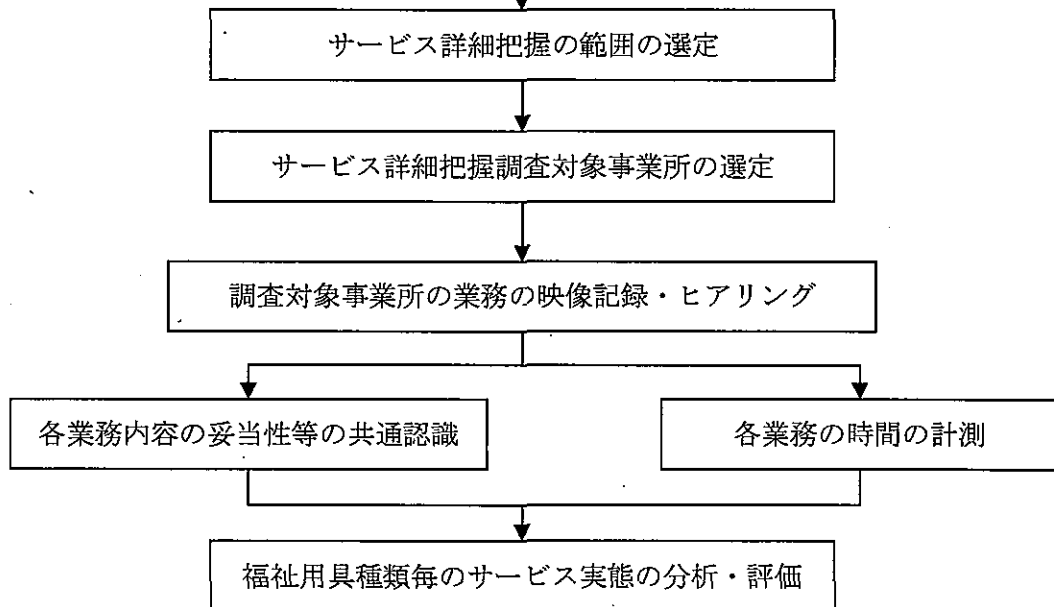 サービス詳細把握の範囲の選定
サービス詳細把握調査対象事業所の選定
調査対象事業所の業務の映像記録・ヒアリング
各業務内容の妥当性等の共通認識
各業務の時間の計測
福祉用具種類毎のサービス実態の分析・評価